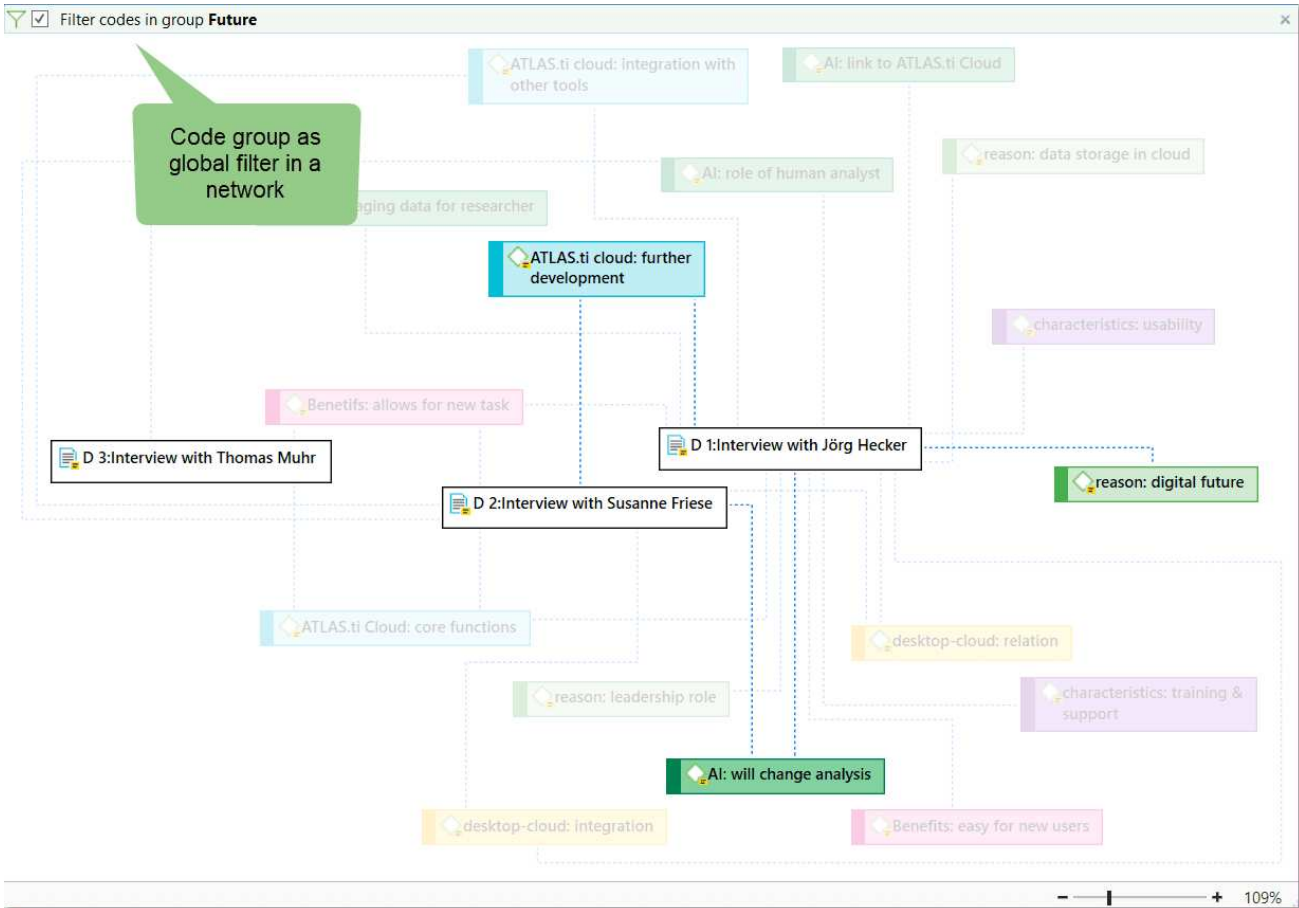 Filter codes in group Future
ATLAS.ti cloud: integration with
other tools
AI: link to ATLAS.ti Cloud
Code group as
global filter in a
network
reason: data storage in cloud
AI: role of human analyst
aging data for researcher
ATLAS.ti cloud: further
development
characteristics: usability
Benetifs: allows for new task
D 1:Interview with Jörg Hecker
D 3:Interview with Thomas Muhr
reason: digital future
D 2:Interview with Susanne Friese
ATLAS.ti Cloud: core functions
desktop-cloud: relation
reason: leadership role
characteristics: training &
support
AI: will change analysis
desktop-cloud: integration
Benefits: easy for new users
109%